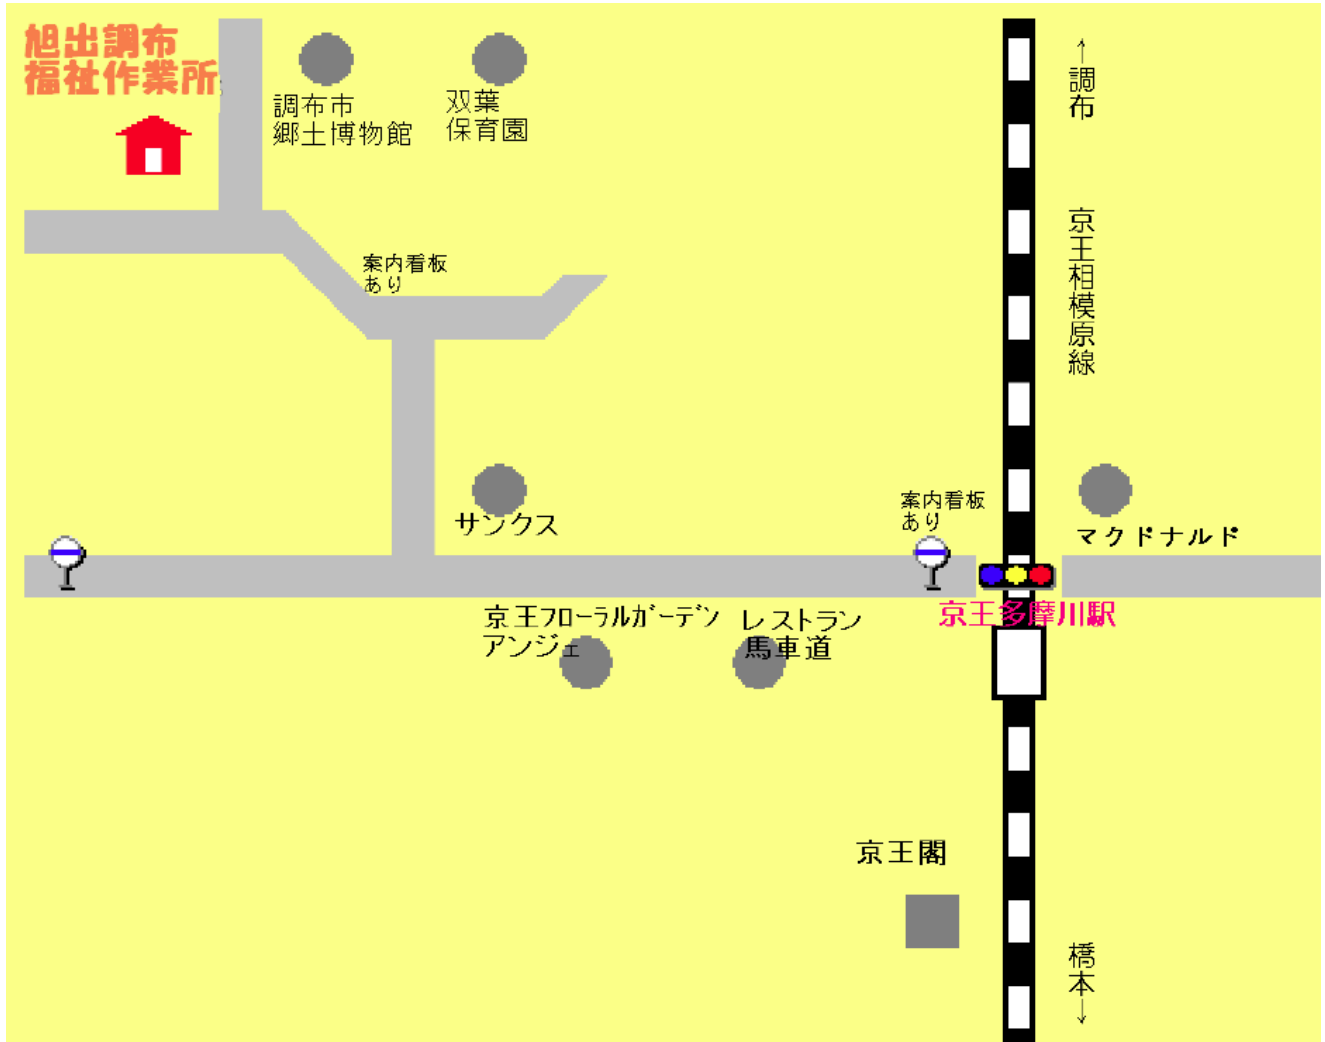 旭出調布
福祉作業所
調布市
郷土博物館
双葉
保育園
↑調布
京王相模原線
案内看板
あり
サンクス
案内看板
あり
マクドナルド
京王多摩川駅
京王フローラルガーデン
アンジェ
レストラン
馬車道
京王閣
橋本↓